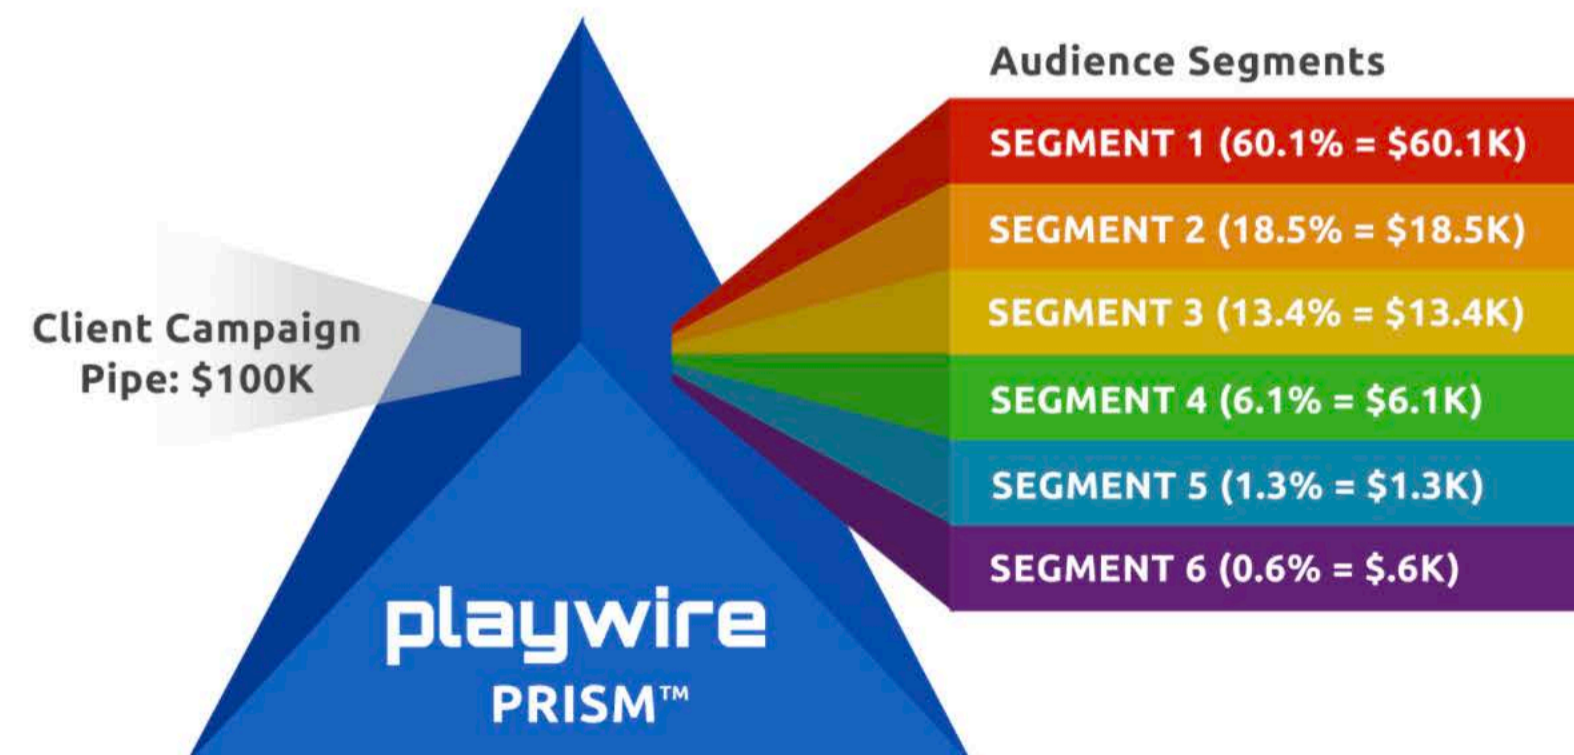 Audience Segments
SEGMENT 1 (60.1% = $60.1K)
SEGMENT 2 (18.5% = $18.5K)
SEGMENT 3 (13.4% = $13.4K)
SEGMENT 4 (6.1% = $6.1K)
SEGMENT 5 (1.3% = $1.3K)
SEGMENT 6 (0.6% = $.6K)
Client Campaign
Pipe: $100K
playwire
PRISM™